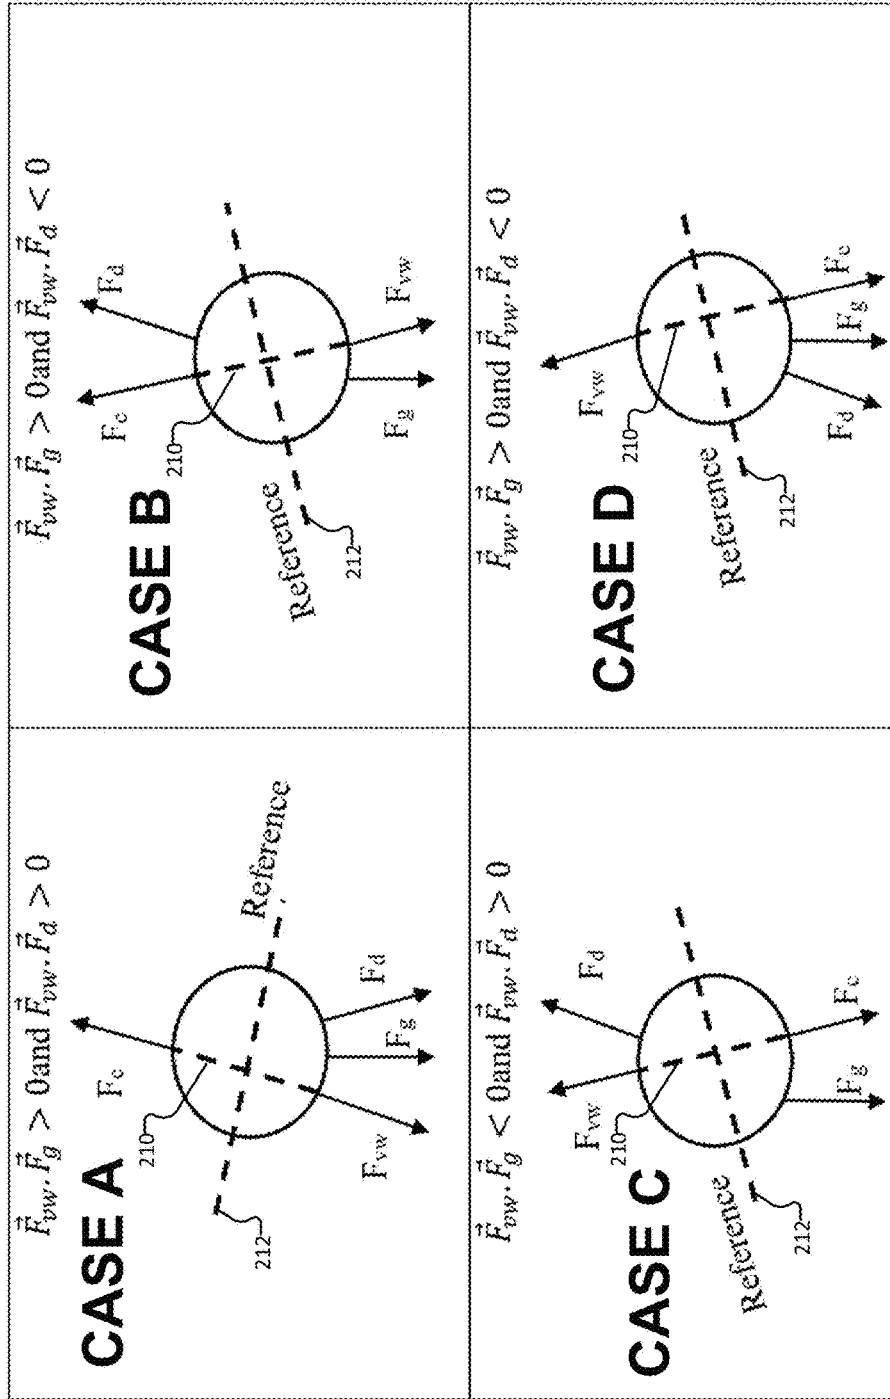 F⃗vw. F⃗g > 0and F⃗vw. F⃗d > 0
CASE A
Fc
210
Reference
212
Fvw
Fg
Fd
F⃗vw. F⃗g > 0and F⃗vw. F⃗d < 0
CASE B
Fc
Fd
210
Reference
212
Fg
Fvw
F⃗vw. F⃗g < 0and F⃗vw. F⃗d > 0
CASE C
Fvw
Fd
210
Reference
212
Fg
Fc
F⃗vw. F⃗g > 0and F⃗vw. F⃗d < 0
CASE D
Fvw
210
Reference
212
Fd
Fg
Fc